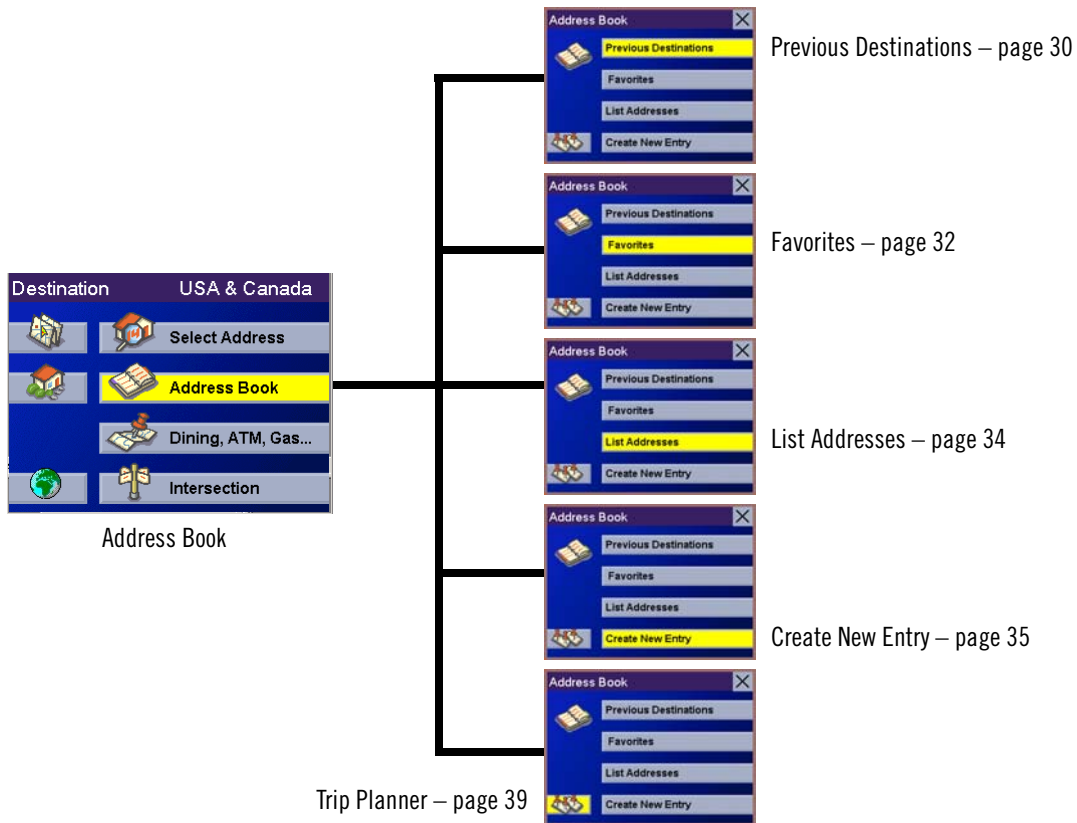 Destination USA & Canada
Select Address
Address Book
Dining, ATM, Gas...
Intersection
Address Book
Address Book
Previous Destinations
Favorites
List Addresses
Create New Entry
Previous Destinations – page 30
Address Book
Previous Destinations
Favorites
List Addresses
Create New Entry
Favorites – page 32
Address Book
Previous Destinations
Favorites
List Addresses
Create New Entry
List Addresses – page 34
Address Book
Previous Destinations
Favorites
List Addresses
Create New Entry
Create New Entry – page 35
Address Book
Previous Destinations
Favorites
List Addresses
Create New Entry
Trip Planner – page 39